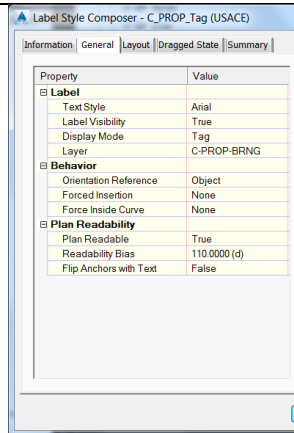 Label Style Composer - C_PROP_Tag (USACE)
Information General Layout Dragged State Summary
Property Value
Label
Text Style Arial
Label Visibility True
Display Mode Tag
Layer C-PROP-BRNG
Behavior
Orientation Reference Object
Forced Insertion None
Force Inside Curve None
Plan Readability
Plan Readable True
Readability Bias 110.0000 (d)
Flip Anchors with Text False